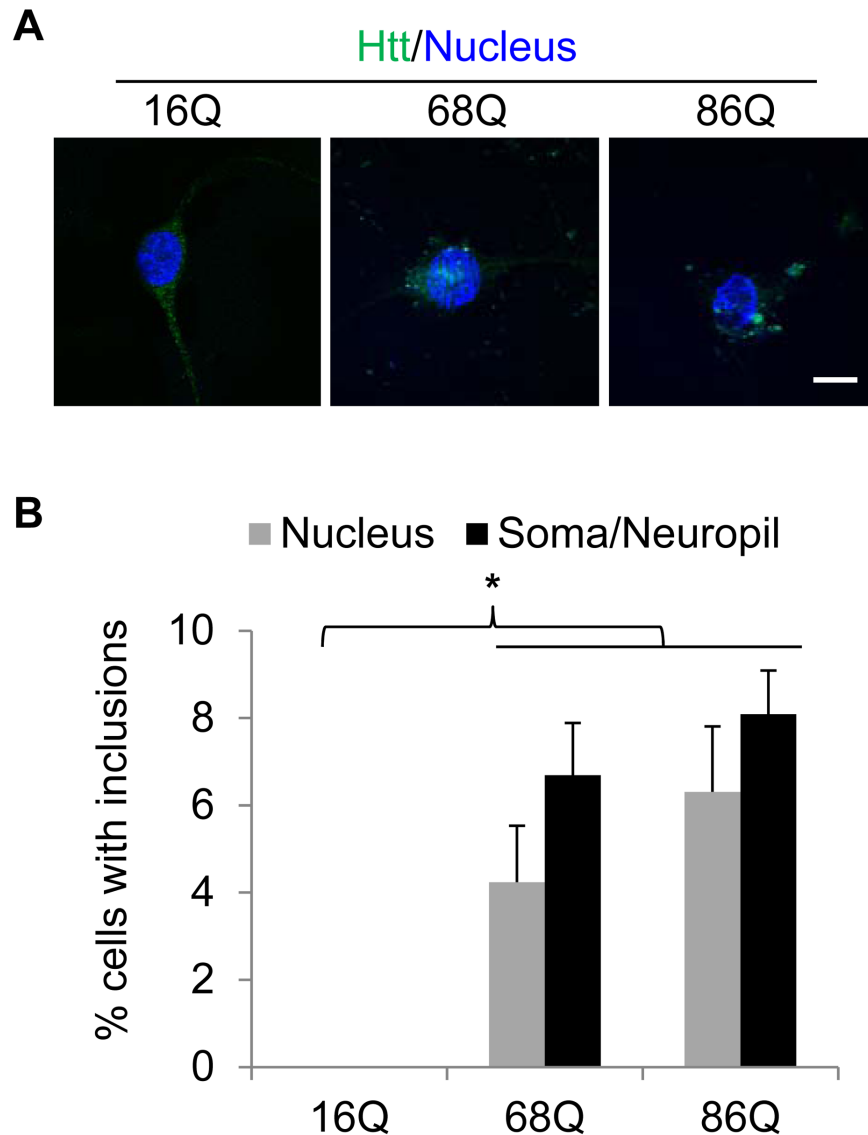 A
Htt/Nucleus
16Q 68Q 86Q
B
Nucleus Soma/Neuropil
*
% cells with inclusions
10
8
6
4
2
0
16Q 68Q 86Q